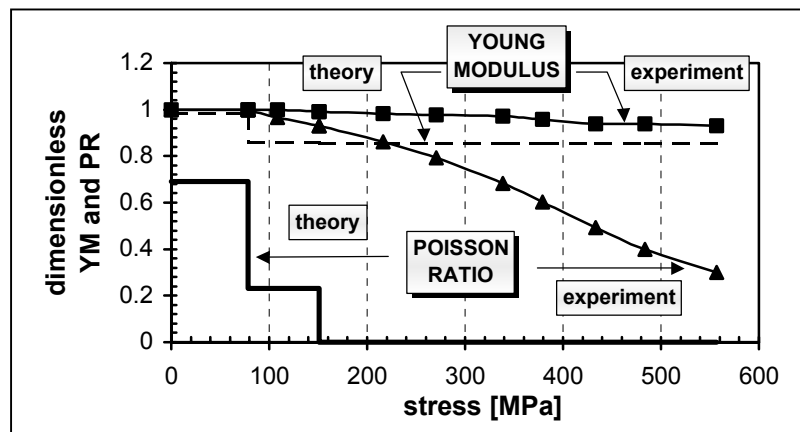 1.2
1
0.8
0.6
0.4
0.2
0
dimensionless
YM and PR
theory
YOUNG
MODULUS
experiment
theory
POISSON
RATIO
experiment
0 100 200 300 400 500 600
stress [MPa]